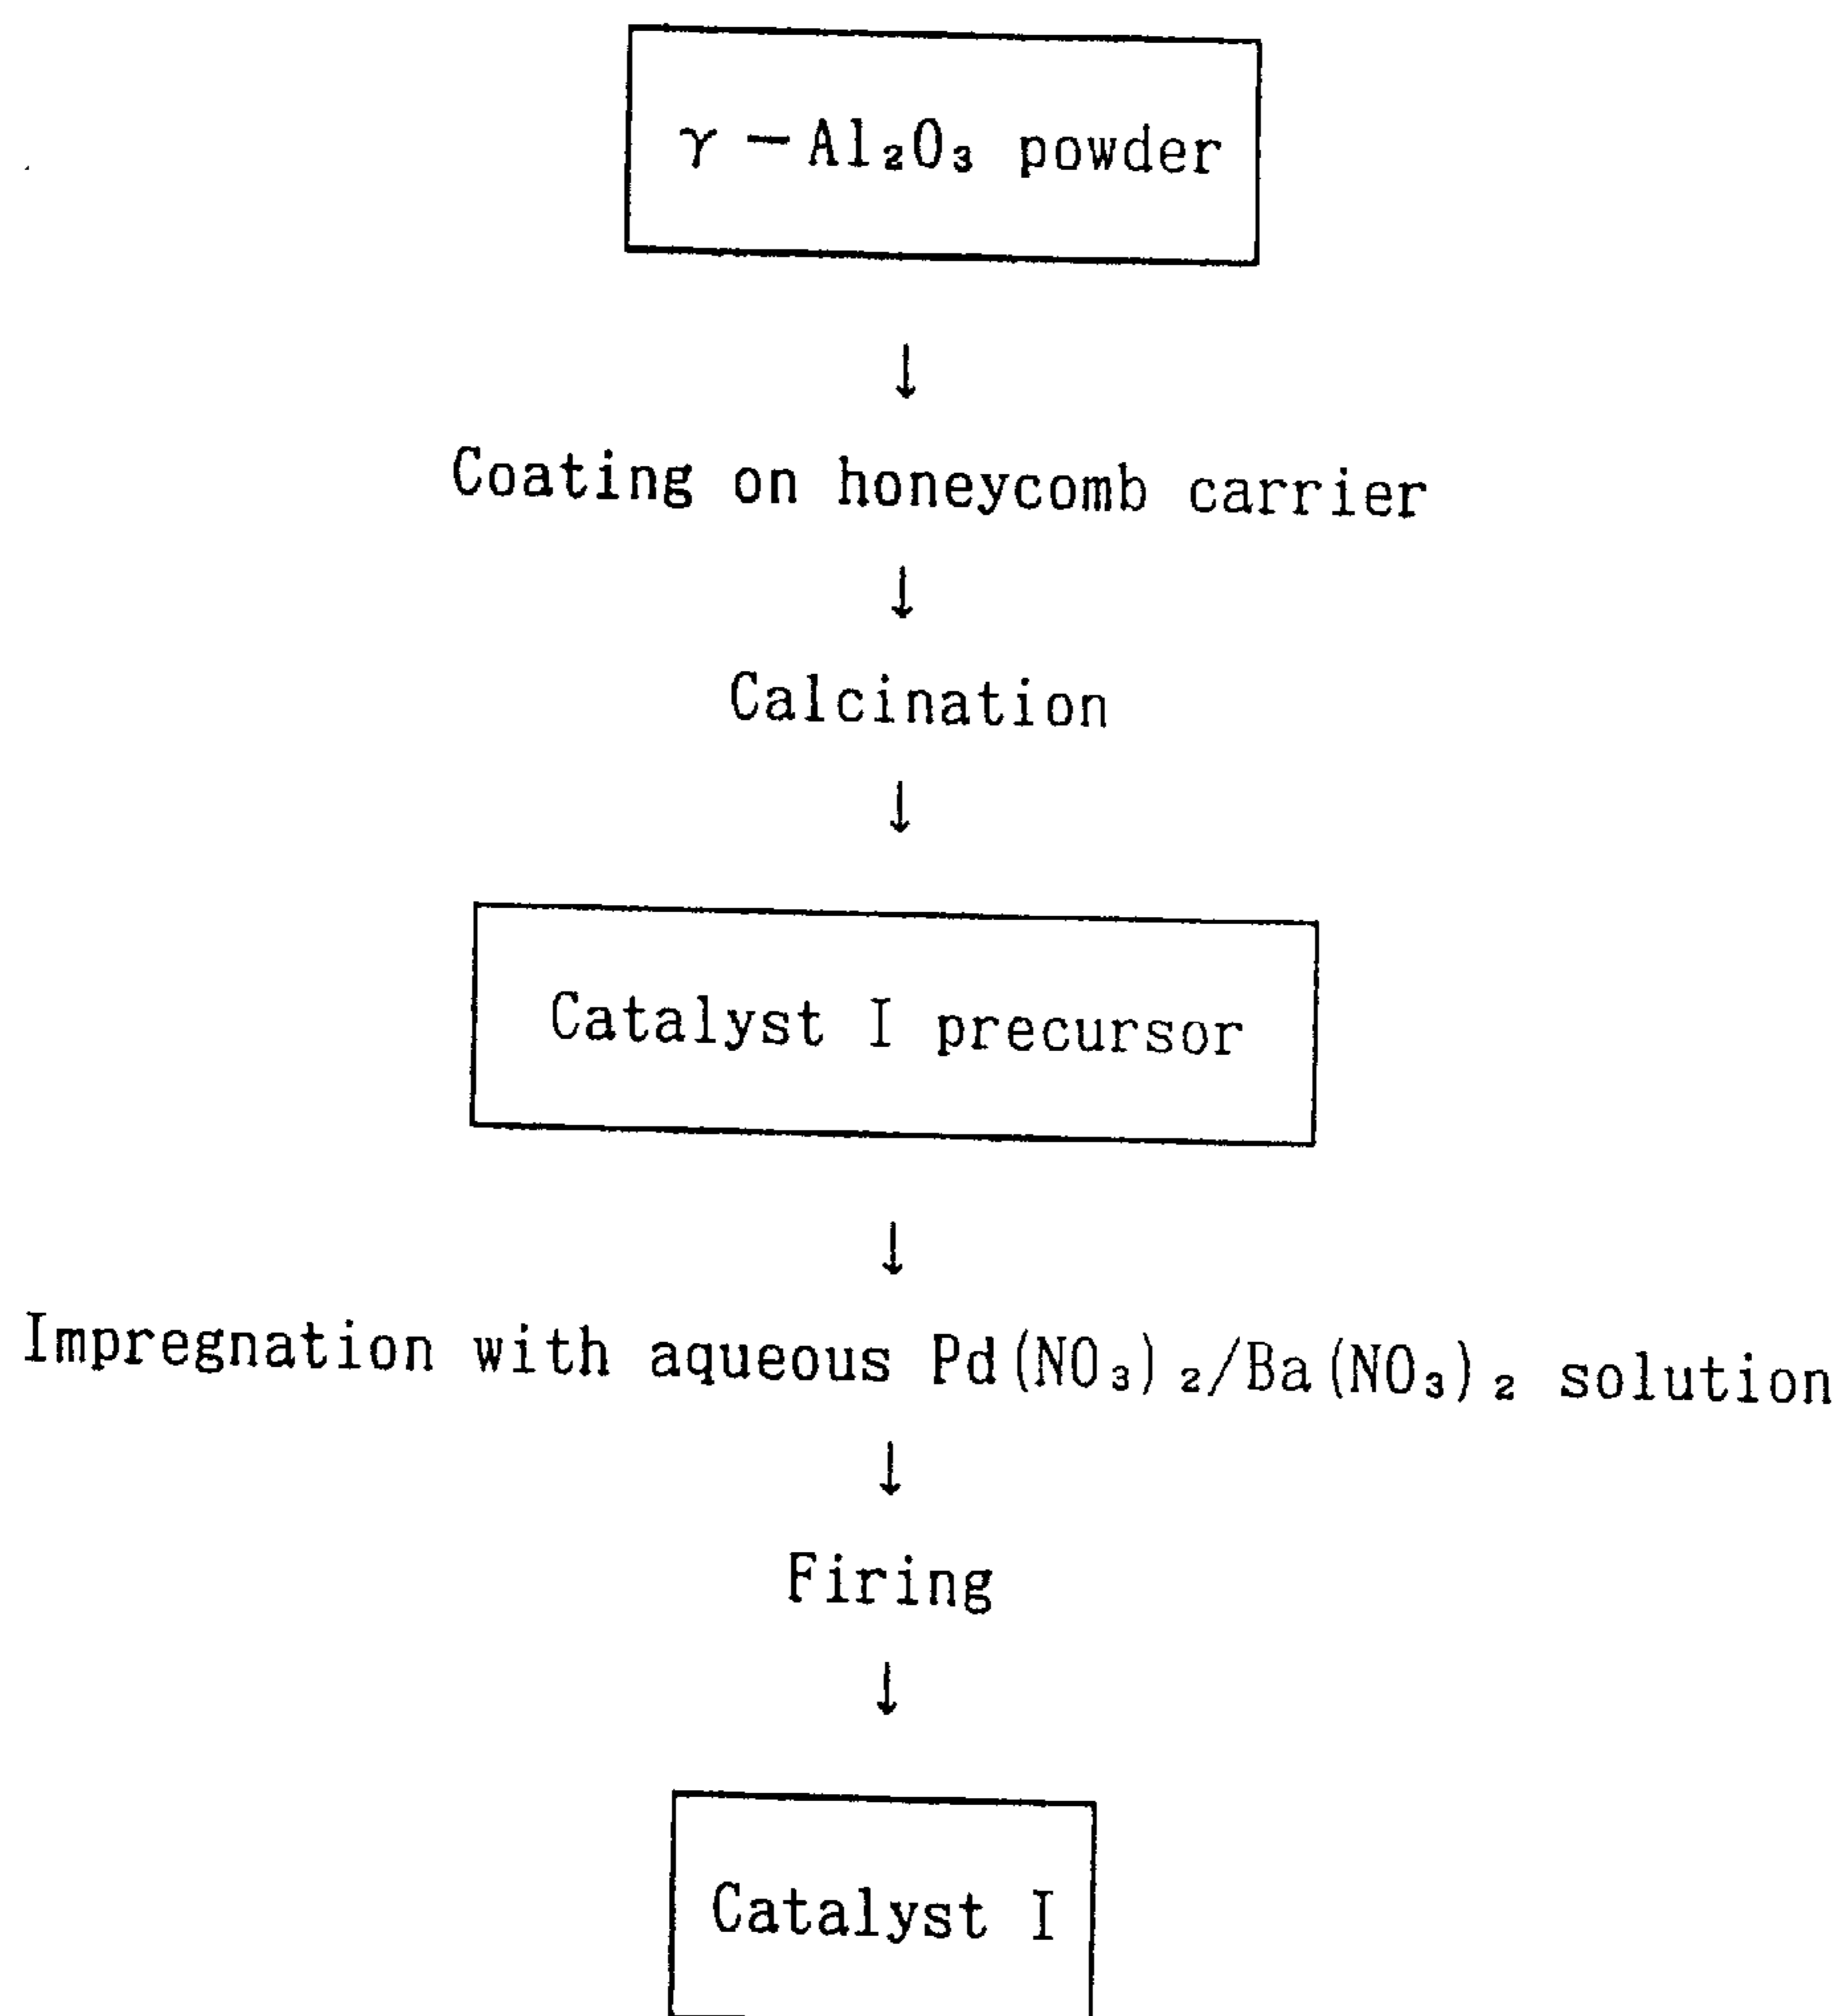 γ-Al₂O₃ powder
↓
Coating on honeycomb carrier
↓
Calcination
↓
Catalyst I precursor
↓
Impregnation with aqueous Pd(NO₃)₂/Ba(NO₃)₂ solution
↓
Firing
↓
Catalyst I